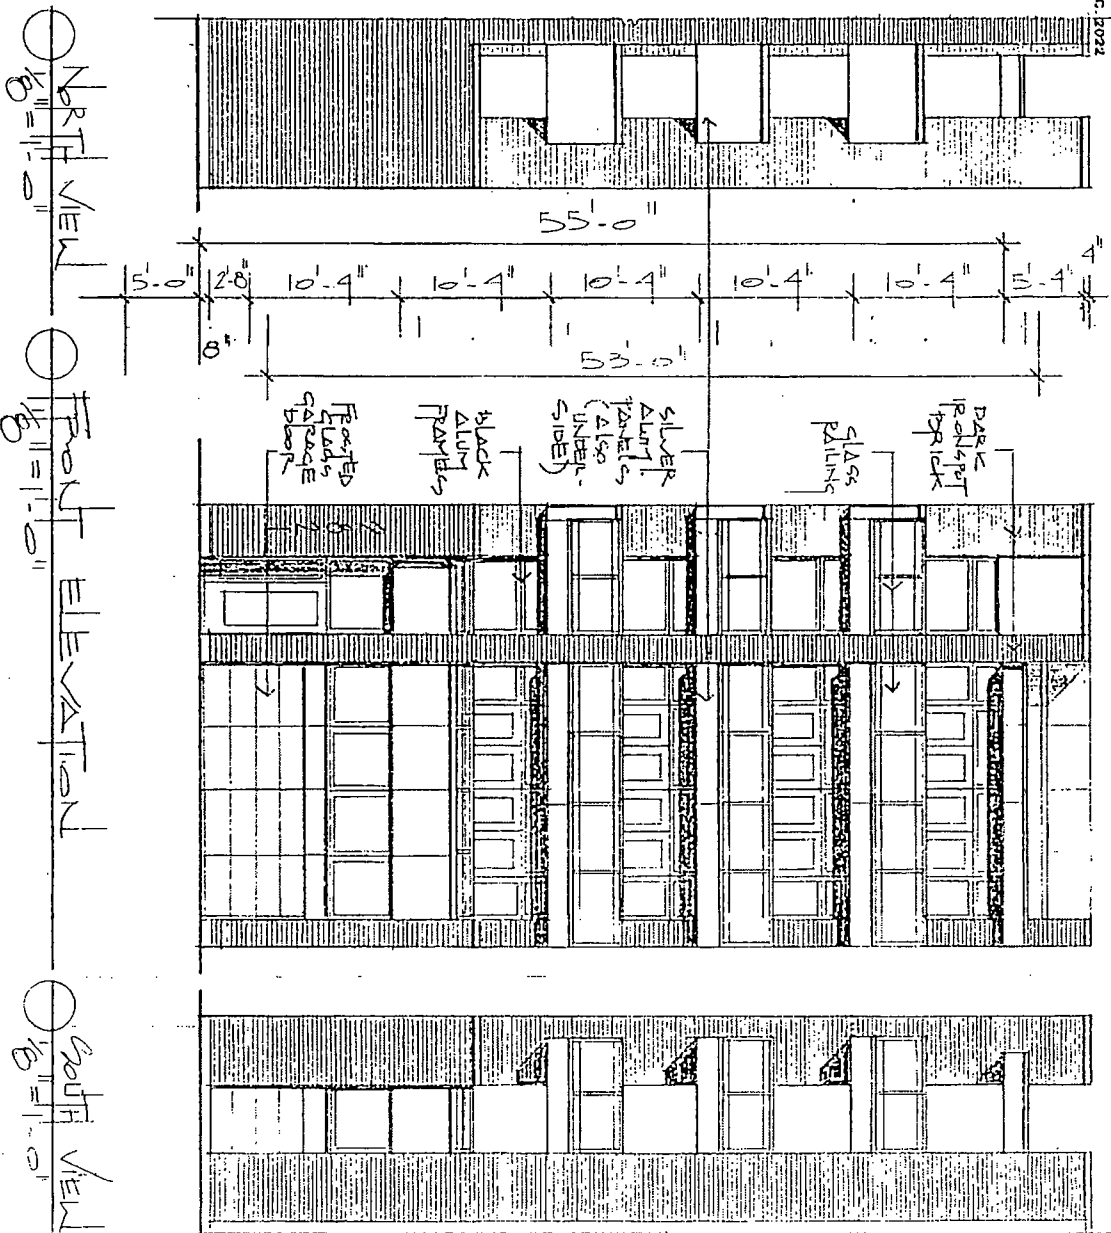 NORTH VIEW
1/8" = 1'-0"
55'-0"
5'-0"
2'-8"
10'-4"
10'-4"
10'-4"
10'-4"
10'-4"
5'-4"
4"
8"
53'-0"
FRONT ELEVATION
1/8" = 1'-0"
DARK
IRONSPOT
BRICK
GLASS
RAILING
SILVER
ALUM.
PANELS
(ALSO
UNDER-
SIDE)
BLACK
ALUM
FRAMES
FROSTED
GLASS
GARAGE
DOOR
SOUTH VIEW
1/8" = 1'-0"